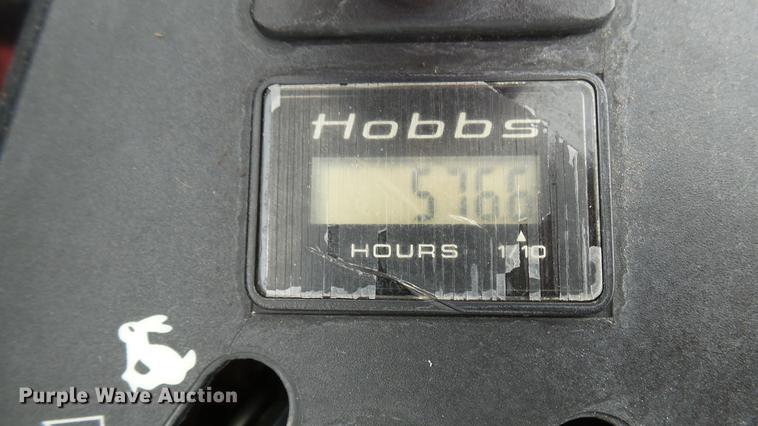 Hobbs
5766
HOURS 1/10
Purple Wave Auction